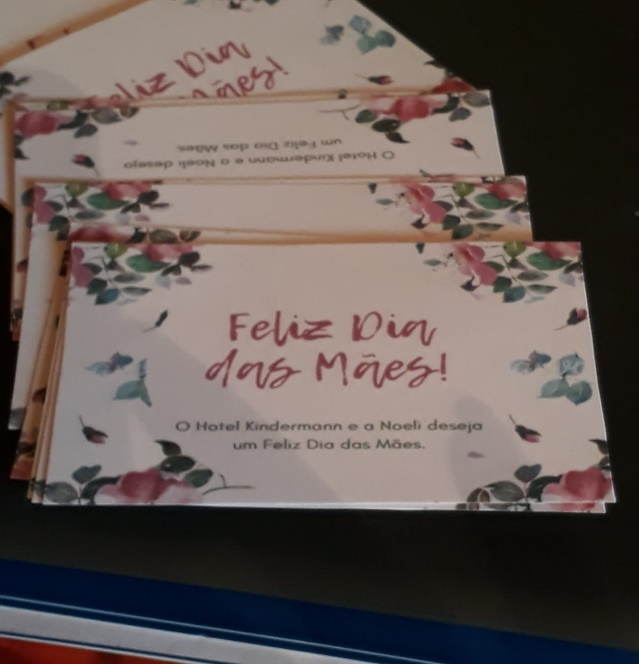 Feliz Dia
Mães!
O Hotel Kindermann e a Noeli deseja
um Feliz Dia das Mães.
Feliz Dia
das Mães!
O Hotel Kindermann e a Noeli deseja
um Feliz Dia das Mães.